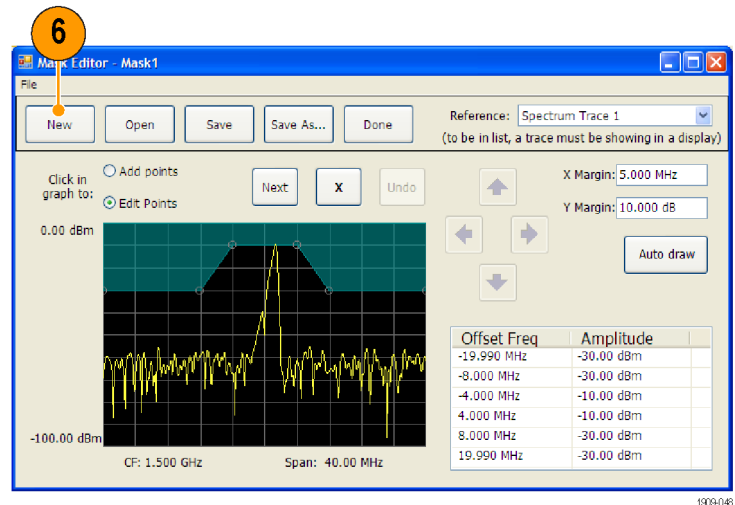 6
Mask Editor - Mask1
File
New Open Save Save As... Done
Reference: Spectrum Trace 1
(to be in list, a trace must be showing in a display)
Click in graph to:
Add points
Edit Points
Next X Undo
X Margin: 5.000 MHz
Y Margin: 10.000 dB
Auto draw
0.00 dBm
-100.00 dBm
CF: 1.500 GHz Span: 40.00 MHz
Offset Freq Amplitude
-19.990 MHz -30.00 dBm
-8.000 MHz -30.00 dBm
-4.000 MHz -10.00 dBm
4.000 MHz -10.00 dBm
8.000 MHz -30.00 dBm
19.990 MHz -30.00 dBm
1909-048